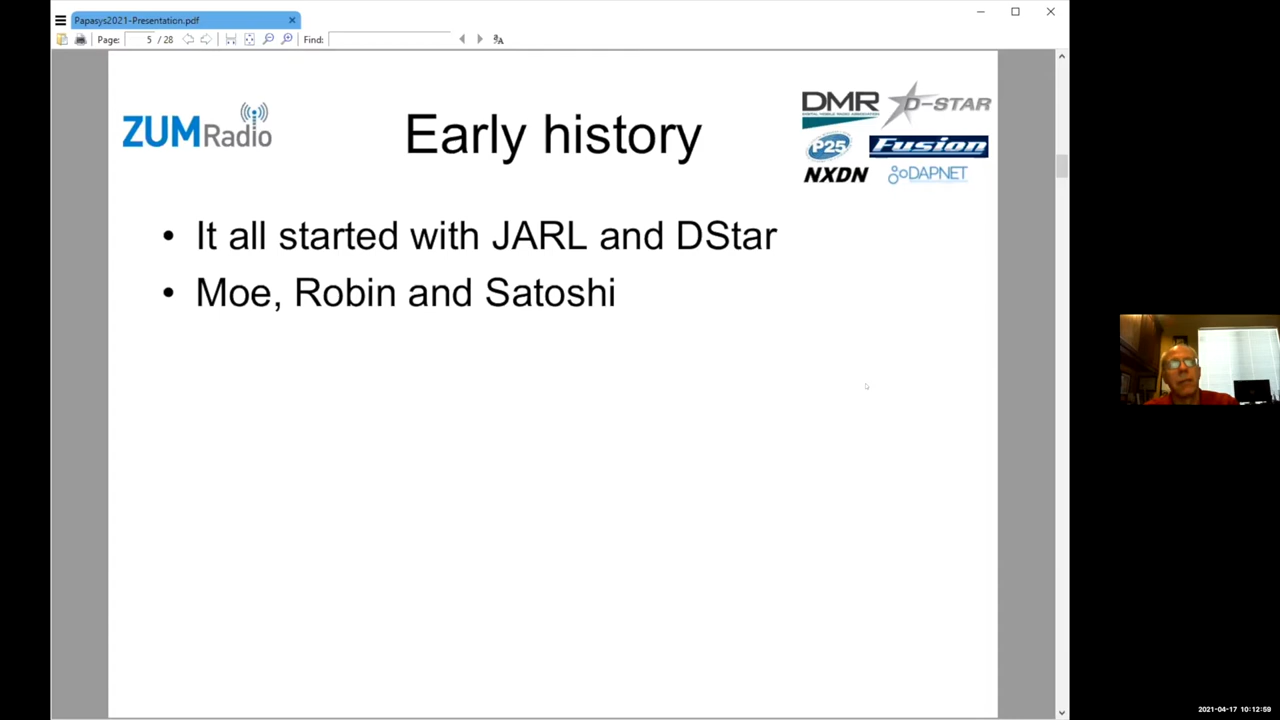 Papasys2021-Presentation.pdf
Page: 5 / 28 Find:
ZUMRadio
Early history
DMR
DIGITAL MOBILE RADIO ASSOCIATION
D-STAR
P25
Fusion
NXDN
DAPNET
• It all started with JARL and DStar
• Moe, Robin and Satoshi
2021-04-17 10:12:59